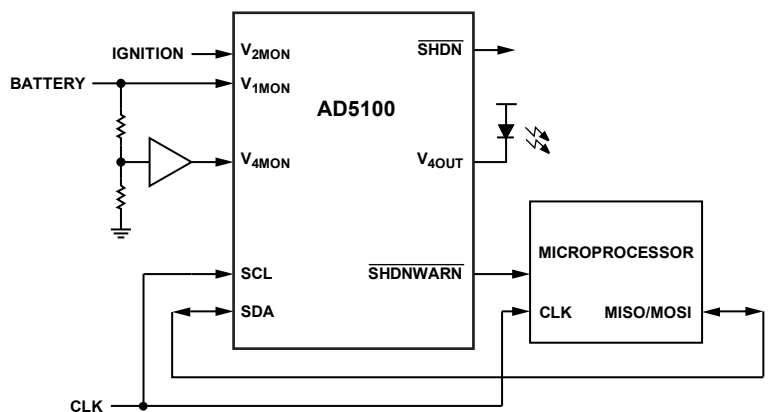 IGNITION
V2MON
SHDN
BATTERY
V1MON
AD5100
V4MON
V4OUT
MICROPROCESSOR
SCL
SHDNWARN
SDA
CLK
MISO/MOSI
CLK